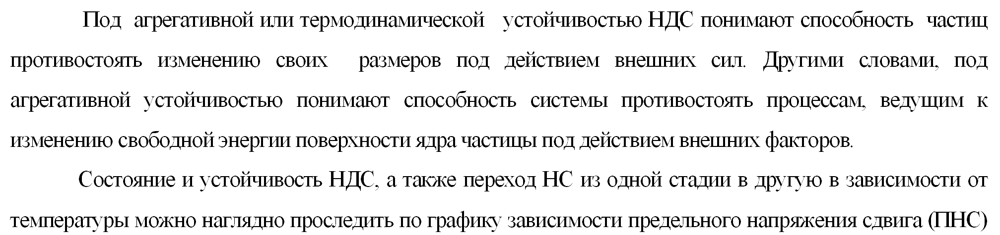 Под агрегативной или термодинамической устойчивостью НДС понимают способность частиц
противостоять изменению своих размеров под действием внешних сил. Другими словами, под
агрегативной устойчивостью понимают способность системы противостоять процессам, ведущим к
изменению свободной энергии поверхности ядра частицы под действием внешних факторов.
Состояние и устойчивость НДС, а также переход НС из одной стадии в другую в зависимости от
температуры можно наглядно проследить по графику зависимости предельного напряжения сдвига (ПНС)